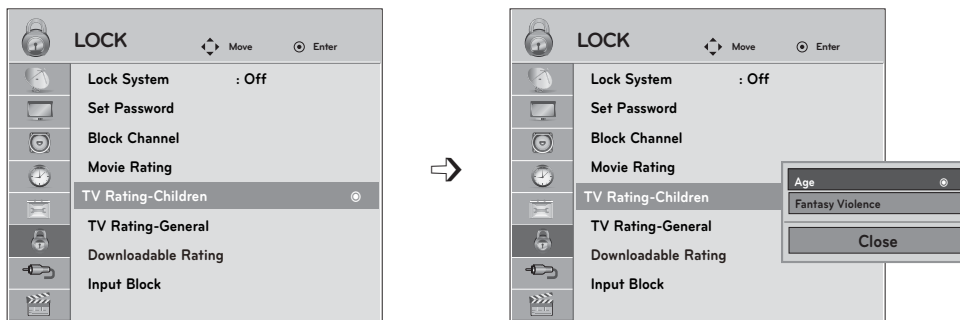 LOCK Move Enter
Lock System : Off
Set Password
Block Channel
Movie Rating
TV Rating-Children
TV Rating-General
Downloadable Rating
Input Block
LOCK Move Enter
Lock System : Off
Set Password
Block Channel
Movie Rating
TV Rating-Children
TV Rating-General
Downloadable Rating
Input Block
Age
Fantasy Violence
Close